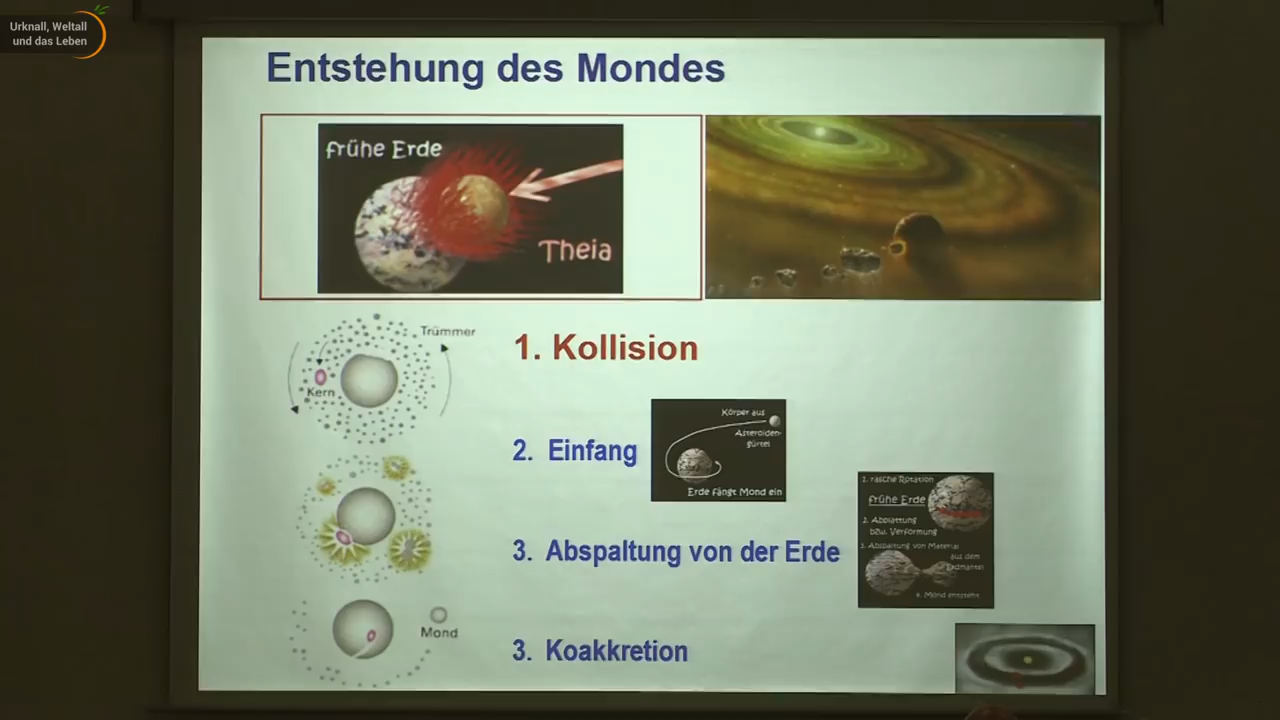 Urknall, Weltall
und das Leben
Entstehung des Mondes
frühe Erde
Theia
Trümmer
Kern
1. Kollision
Körper aus
Asteroiden-
gürtel
Erde fängt Mond ein
2. Einfang
1. rasche Rotation
frühe Erde
2. Abplattung
bzw. Verformung
3. Abspaltung von Material
aus dem
Erdmantel
4. Mond entsteht
3. Abspaltung von der Erde
Mond
3. Koakkretion